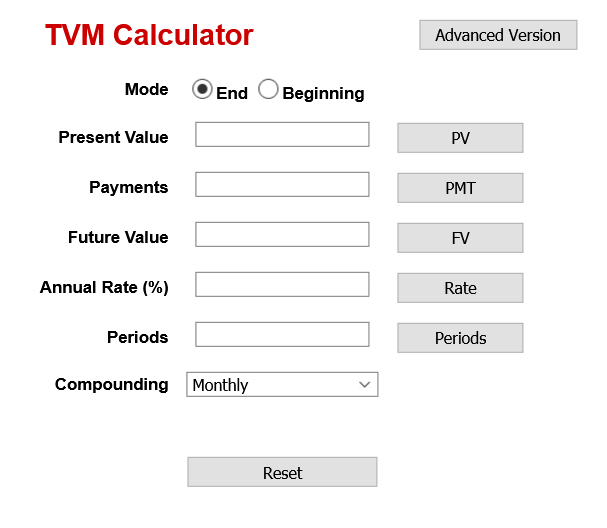 TVM Calculator Advanced Version
Mode End Beginning
Present Value PV
Payments PMT
Future Value FV
Annual Rate (%) Rate
Periods Periods
Compounding Monthly
Reset